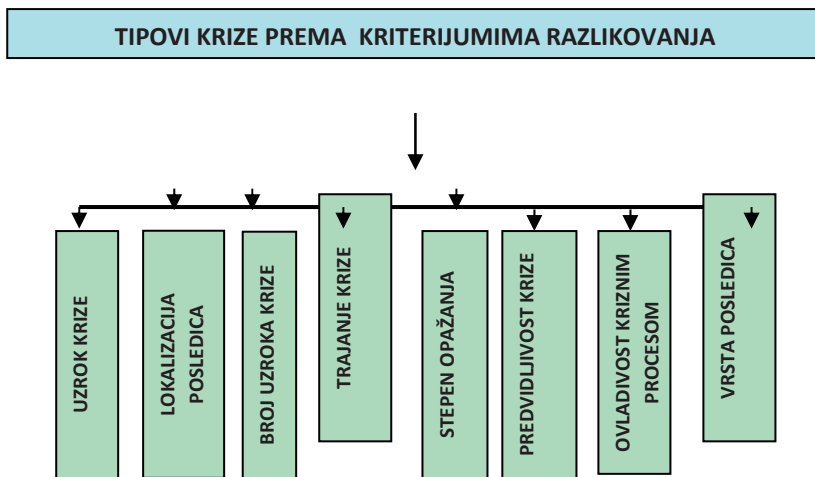 TIPOVI KRIZE PREMA KRITERIJUMIMA RAZLIKOVANJA
UZROK KRIZE
LOKALIZACIJA
POSLEDICA
BROJ UZROKA KRIZE
TRAJANJE KRIZE
STEPEN OPAŽANJA
PREDVIDLJIVOST KRIZE
OVLADIVOST KRIZNIM
PROCESOM
VRSTA POSLEDICA